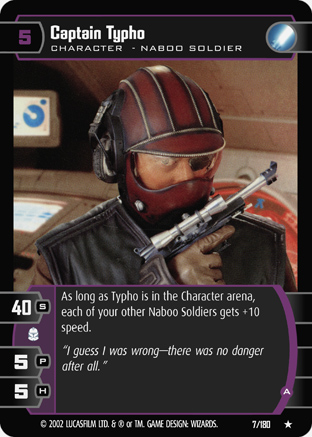 5 Captain Typho
CHARACTER - NABOO SOLDIER
40 S
5 P
5 H
As long as Typho is in the Character arena,
each of your other Naboo Soldiers gets +10
speed.
“I guess I was wrong—there was no danger
after all.”
A
© 2002 LUCASFILM LTD. & ® or TM. GAME DESIGN: WIZARDS. 7/180 ★